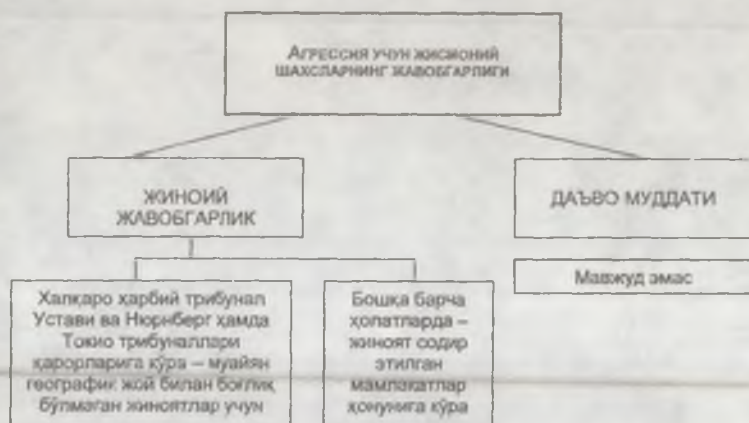 АГРЕССИЯ УЧУН ЖИСМОНИЙ
ШАХСЛАРНИНГ ЖАВОБГАРЛИГИ
ЖИНОИЙ
ЖАВОБГАРЛИК
ДАЪВО МУДДАТИ
Мавжуд эмас
Халқаро ҳарбий трибунал
Устави ва Нюрнберг ҳамда
Токио трибуналлари
қарорларига кўра – муайян
географик жой билан боғлиқ
бўлмаган жиноятлар учун
Бошқа барча
ҳолатларда –
жиноят содир
этилган
мамлакатлар
қонунига кўра